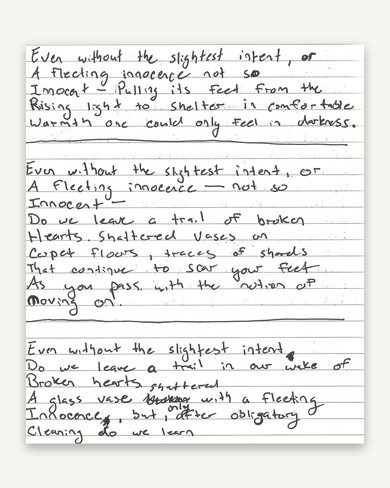 Even without the slightest intent, or
A fleeting innocence not so
Innocent – Pulling its feet from the
Rising light to shelter in comfortable
Warmth one could only feel in darkness.
Even without the slightest intent, or
A fleeting innocence — not so
Innocent —
Do we leave a trail of broken
Hearts. Shattered vases on
Carpet floors, traces of shards
That continue to scar your feet
As you pass with the notion of
Moving on.
Even without the slightest intent,
Do we leave a trail in our wake of
Broken hearts shattered
A glass vase with a fleeting
Innocence, but, only after obligatory
Cleaning do we learn